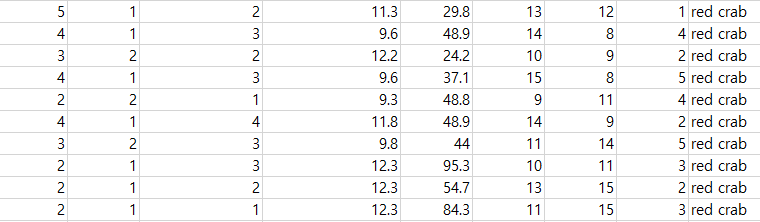 5 1 2 11.3 29.8 13 12 1 red crab
4 1 3 9.6 48.9 14 8 4 red crab
3 2 2 12.2 24.2 10 9 2 red crab
4 1 3 9.6 37.1 15 8 5 red crab
2 2 1 9.3 48.8 9 11 4 red crab
4 1 4 11.8 48.9 14 9 2 red crab
3 2 3 9.8 44 11 14 5 red crab
2 1 3 12.3 95.3 10 11 3 red crab
2 1 2 12.3 54.7 13 15 2 red crab
2 1 1 12.3 84.3 11 15 3 red crab